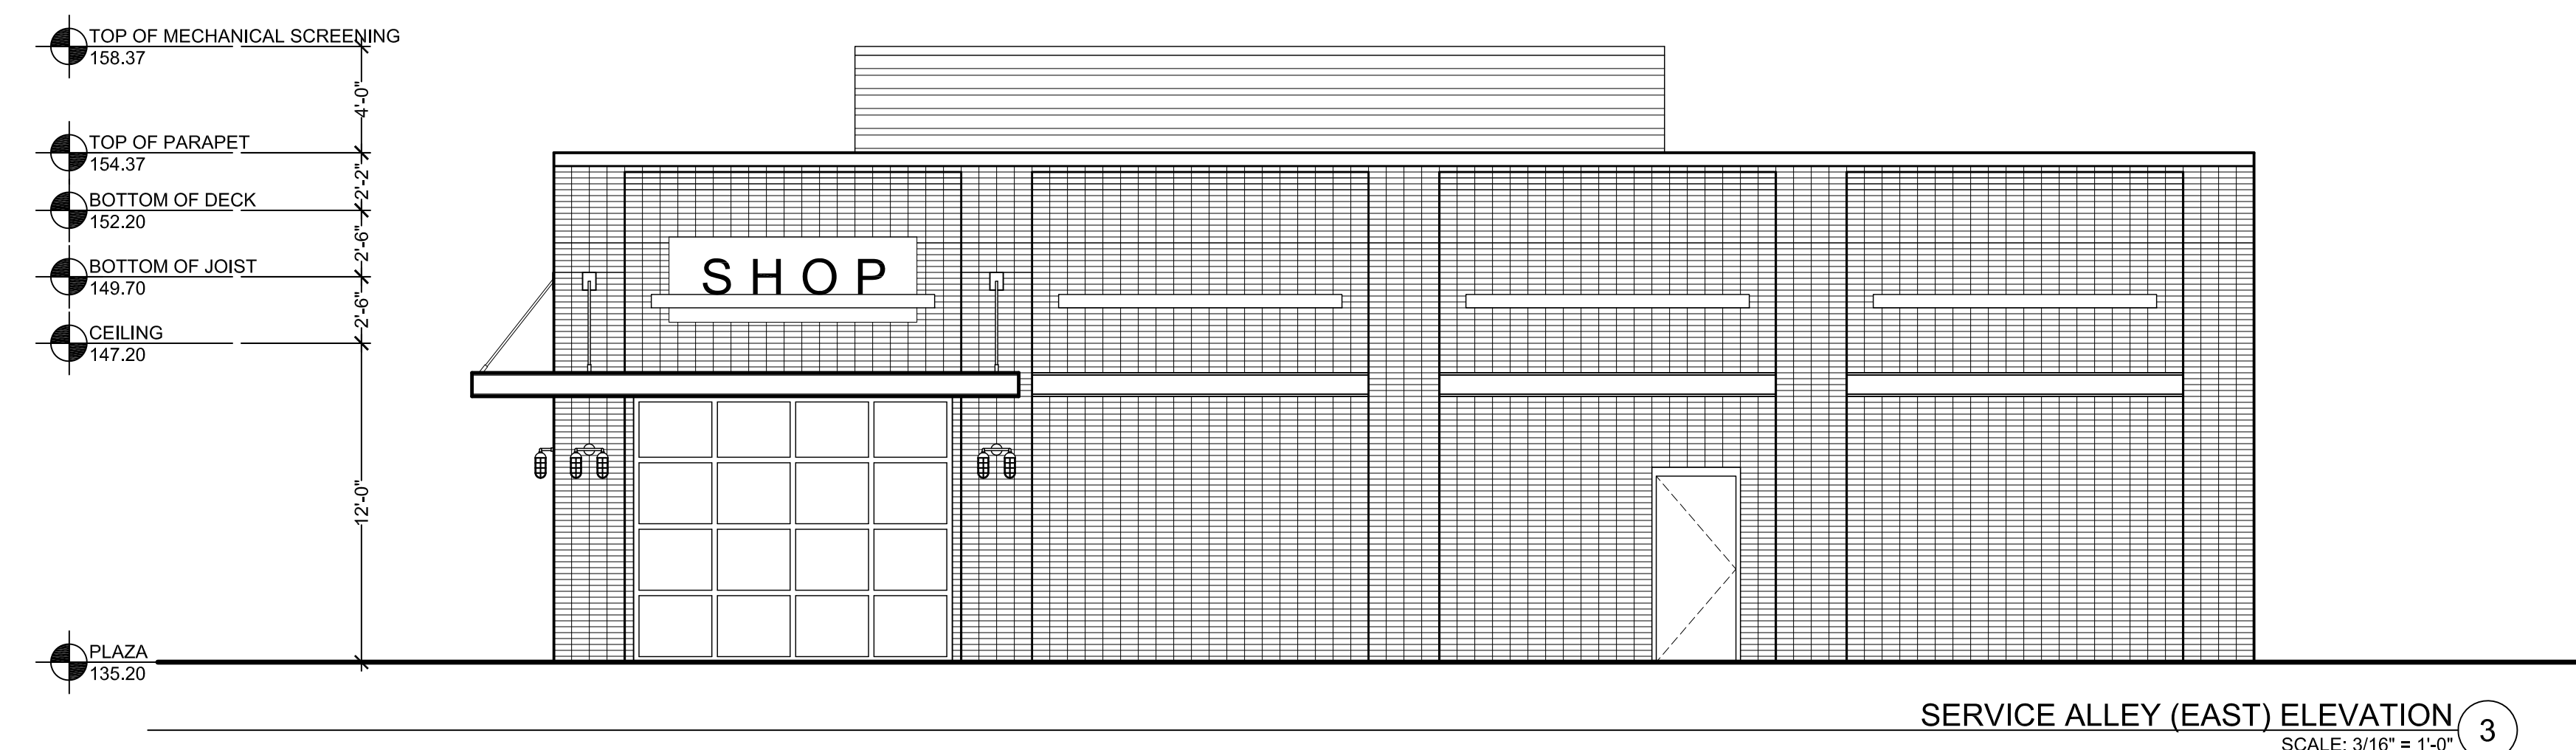 TOP OF MECHANICAL SCREENING
158.37
4'-0"
TOP OF PARAPET
154.37
2'-2"
BOTTOM OF DECK
152.20
2'-6"
BOTTOM OF JOIST
149.70
2'-6"
CEILING
147.20
12'-0"
PLAZA
135.20
SHOP
SERVICE ALLEY (EAST) ELEVATION
3
SCALE: 3/16" = 1'-0"